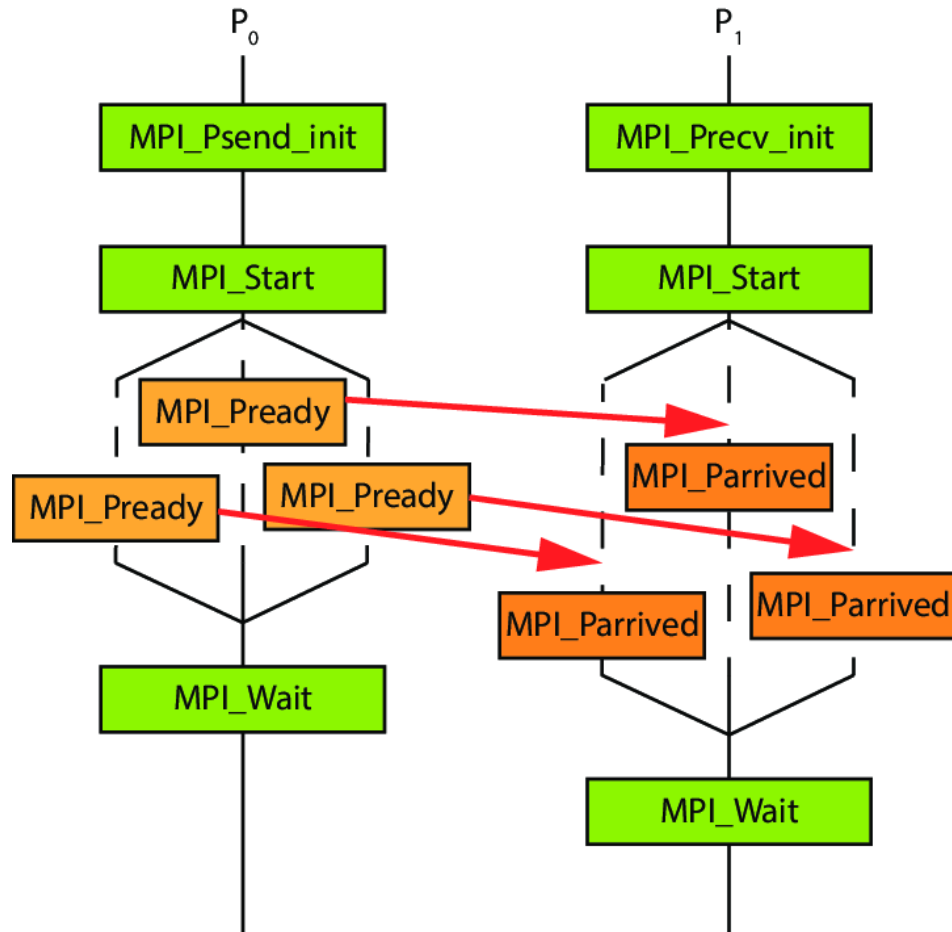 P0
P1
MPI_Psend_init
MPI_Precv_init
MPI_Start
MPI_Start
MPI_Pready
MPI_Parrived
MPI_Pready
MPI_Pready
MPI_Parrived
MPI_Parrived
MPI_Wait
MPI_Wait